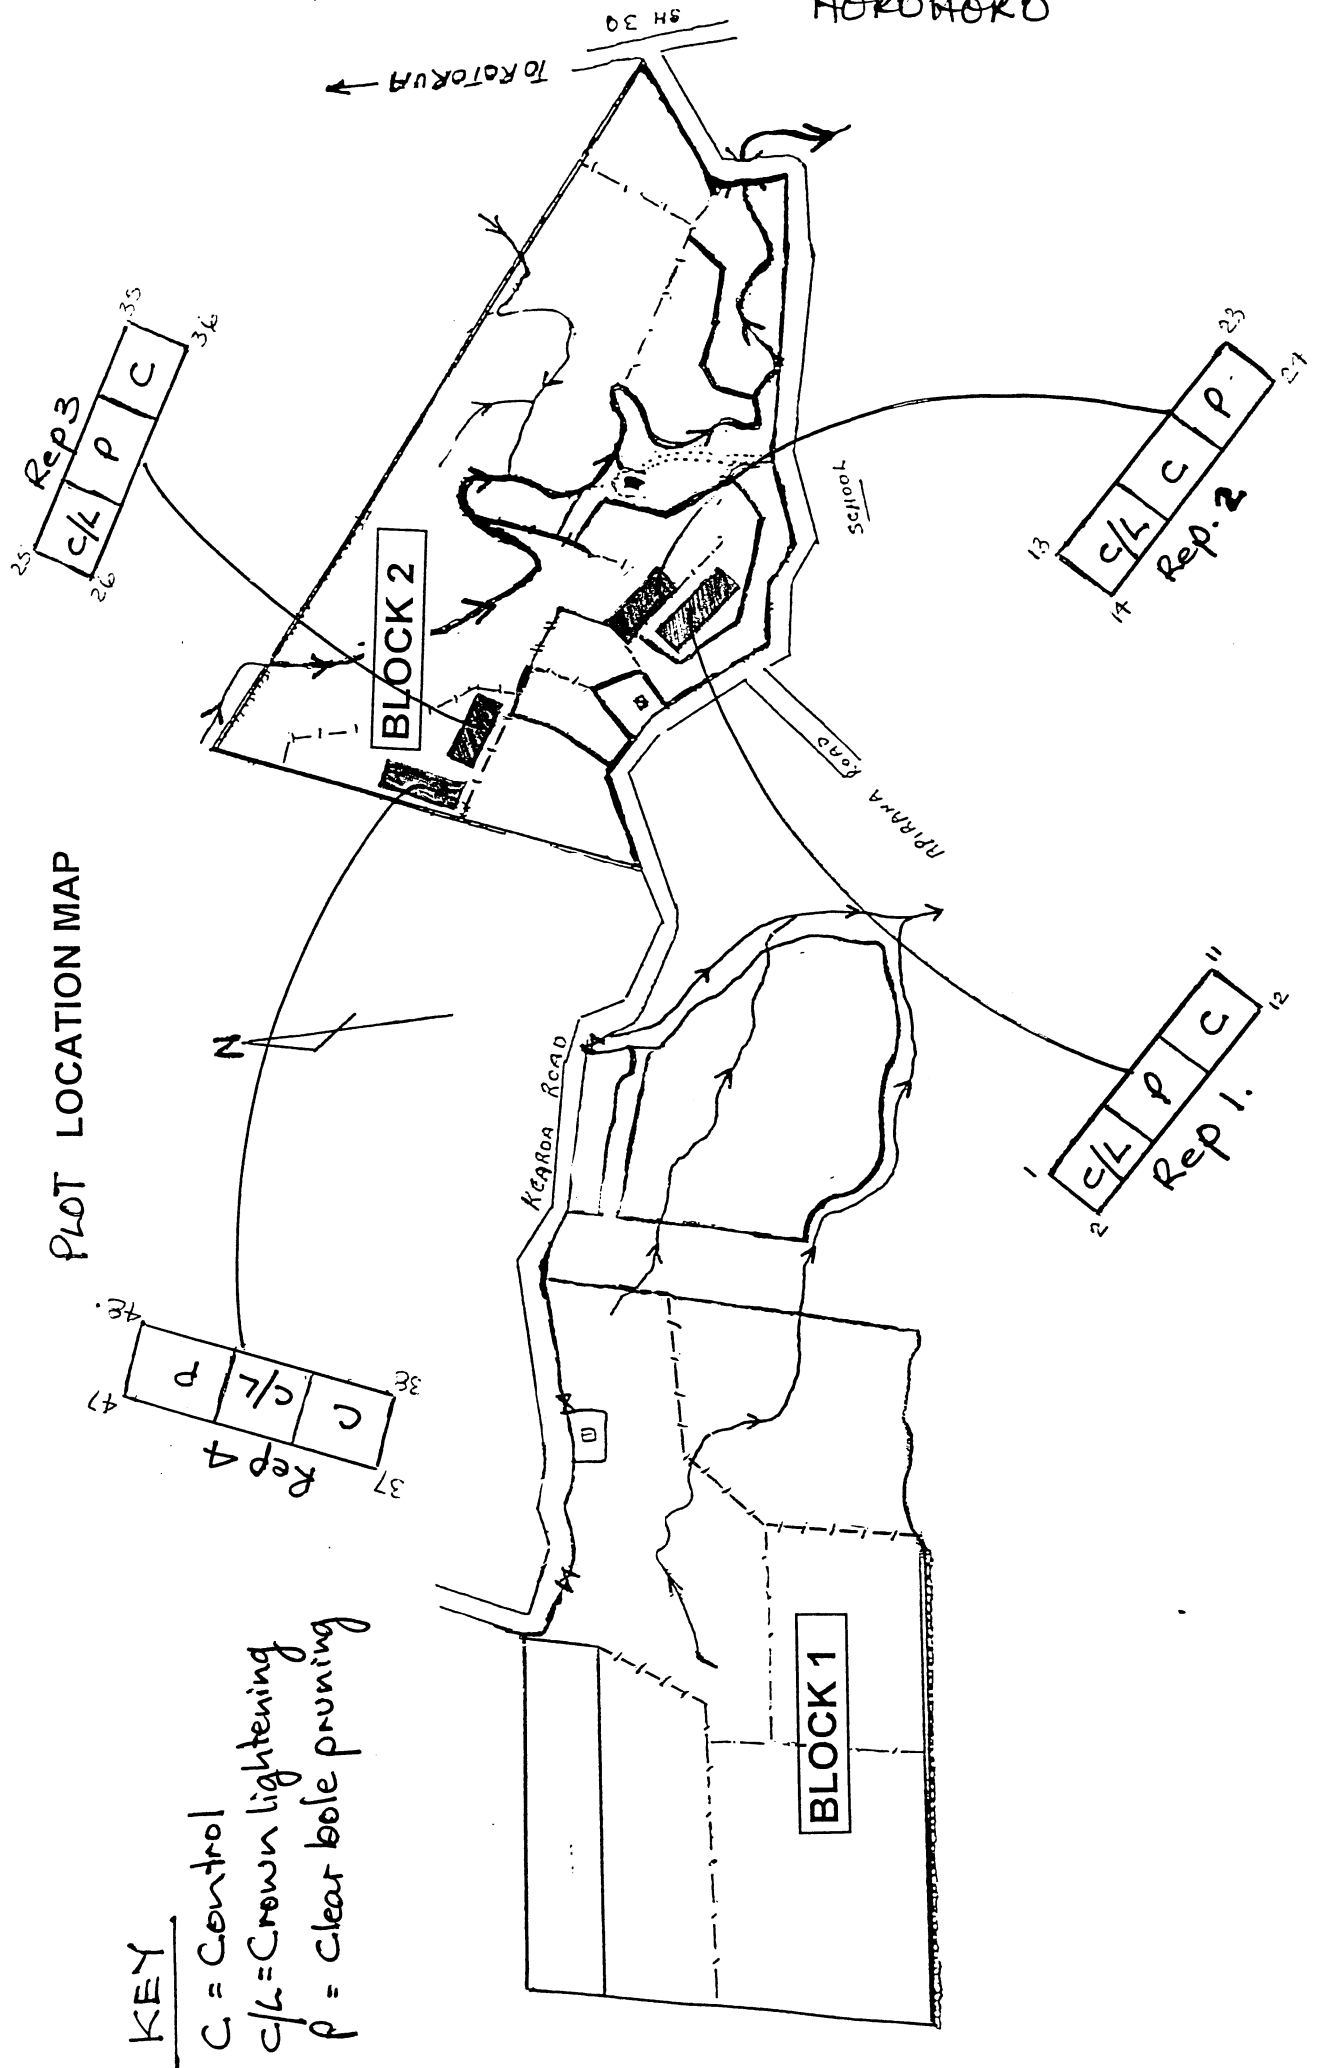 HOROHORO
PLOT LOCATION MAP
SH 30
TO ROTORUA
Rep 3
25
26
C/L
P
C
35
36
BLOCK 2
SCHOOL
13
14
C/L
C
P
23
24
Rep. 2
APIRANA
ROAD
N
KEAROA ROAD
1
2
C/L
P
C
11
12
Rep 1.
48.
47
P
C/L
C
38
37
Rep 4
BLOCK 1
KEY
C = Control
C/L = Crown lightening
P = Clear bole pruning